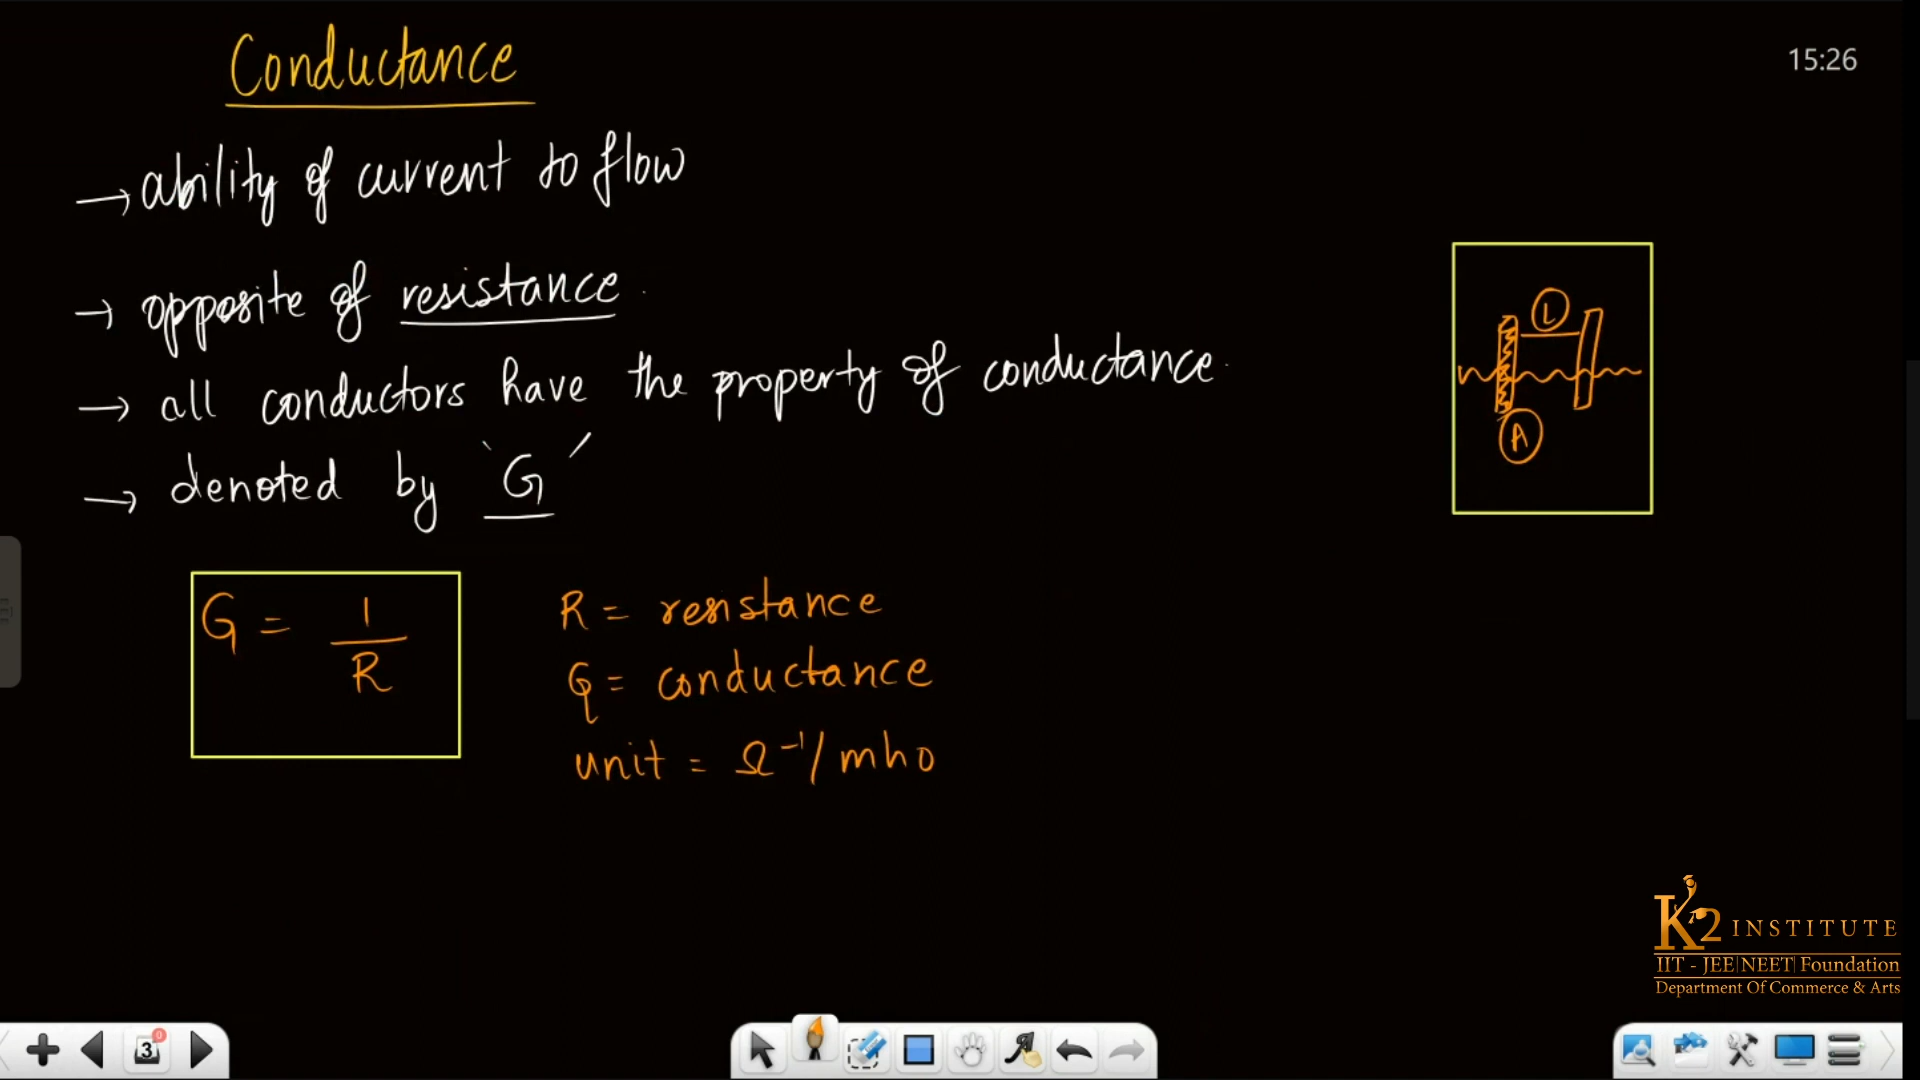 Conductance
15:26
→ ability of current to flow
→ opposite of resistance.
→ all conductors have the property of conductance.
→ denoted by 'G'
L
A
G = 1/R
R = resistance
G = conductance
unit = Ω⁻¹/mho
K2 INSTITUTE
IIT - JEE|NEET| Foundation
Department Of Commerce & Arts
3
0